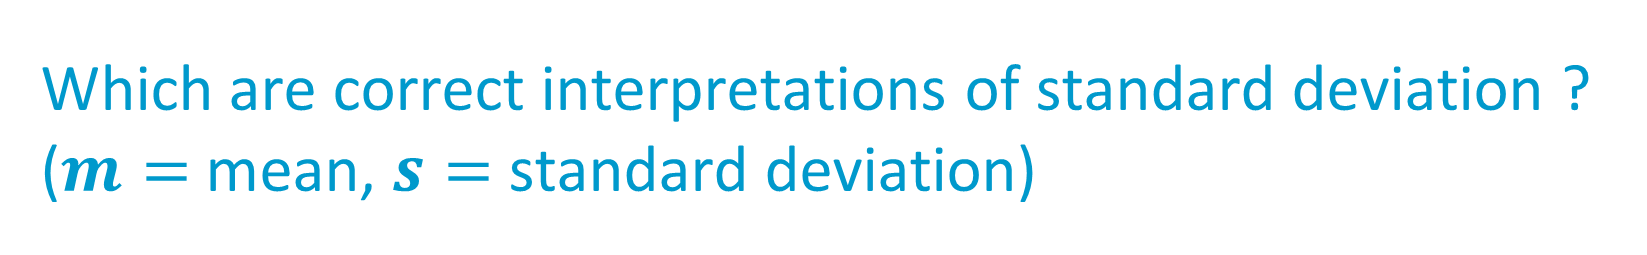 Which are correct interpretations of standard deviation ?
(m = mean, s = standard deviation)